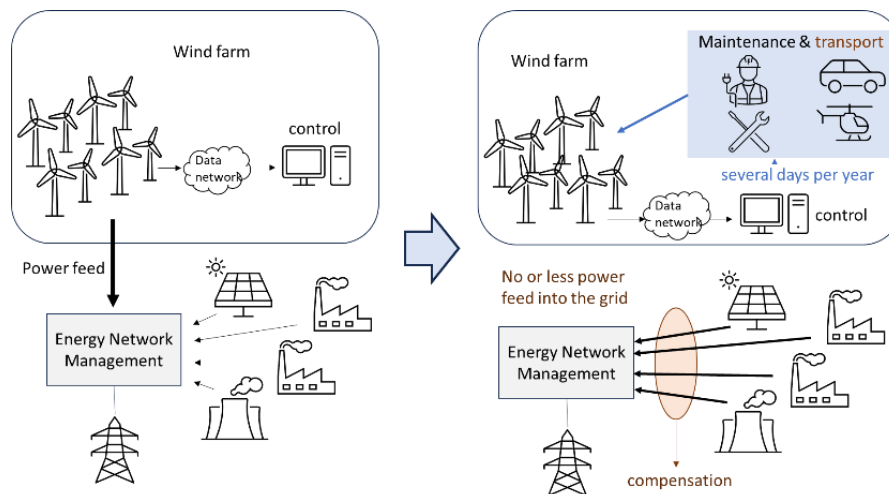 Wind farm
control
Data
network
Power feed
Energy Network
Management
Maintenance & transport
Wind farm
several days per year
Data
network
control
No or less power
feed into the grid
Energy Network
Management
compensation